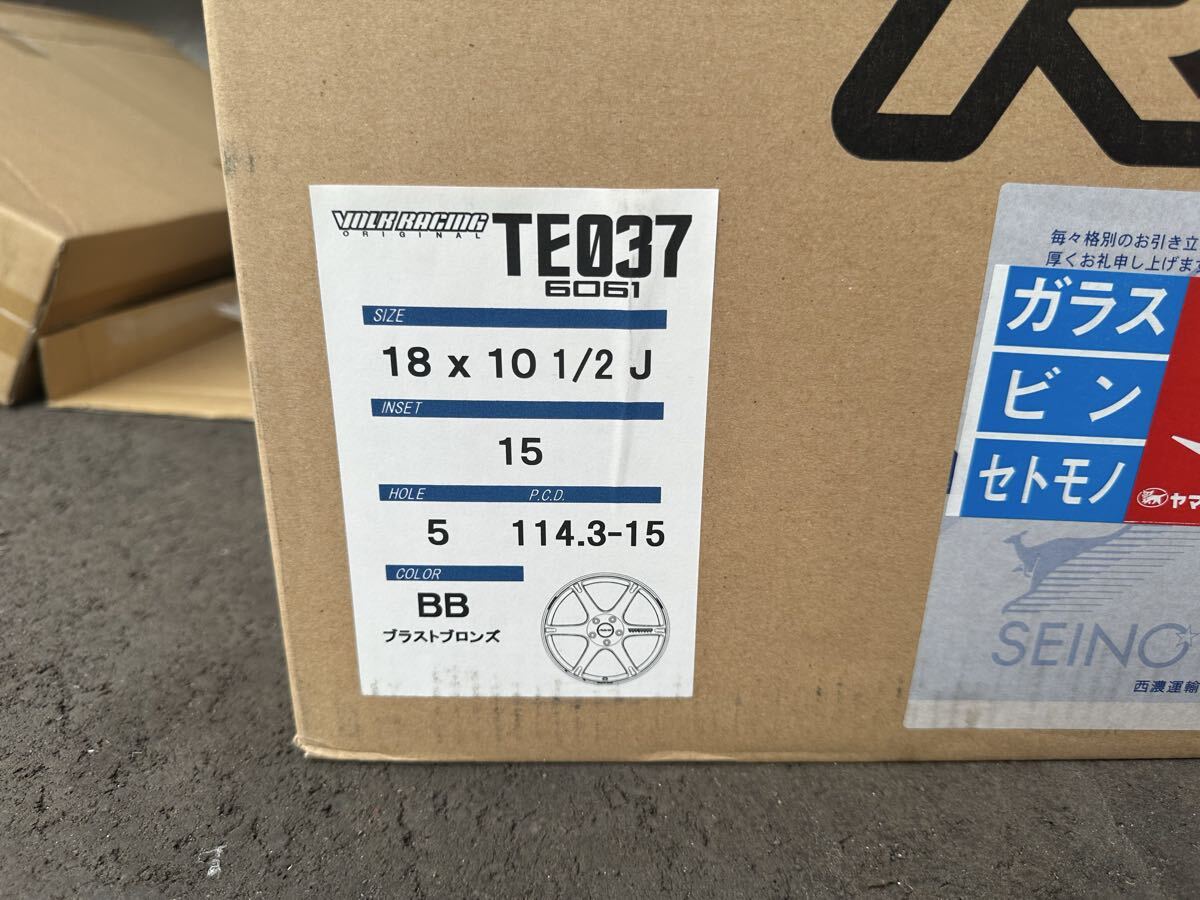 VOLK RACING
ORIGINAL
TE037
6061
SIZE
18 x 10 1/2 J
INSET
15
HOLE P.C.D.
5 114.3-15
COLOR
BB
ブラストブロンズ
毎々格別のお引き立
厚くお礼申し上げます
ガラス
ビン
セトモノ
ヤマ
SEINO
西濃運輸